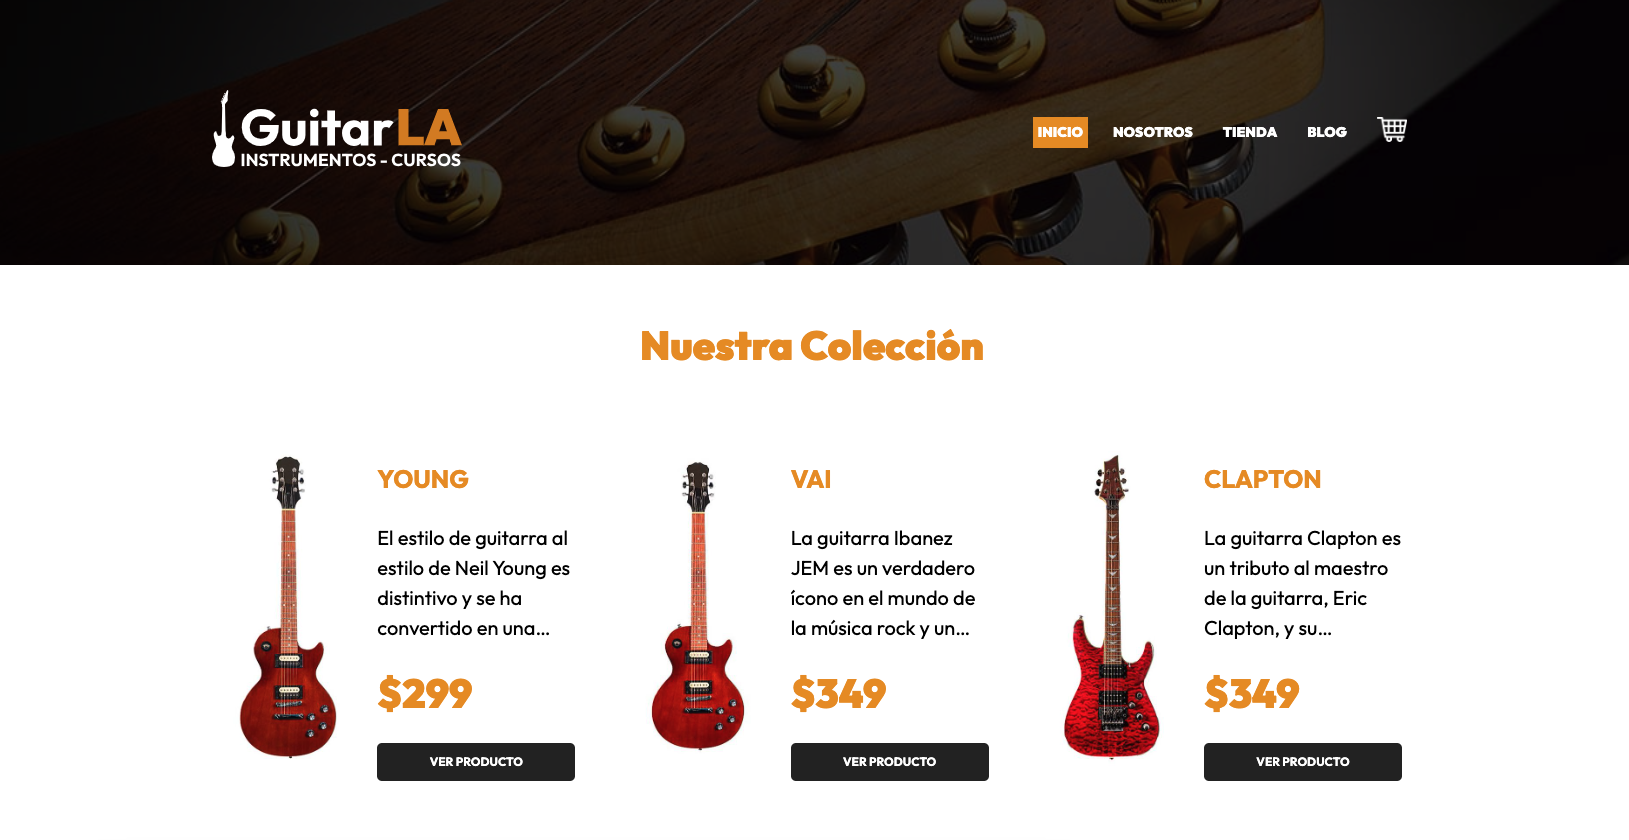 GuitarLA
INSTRUMENTOS - CURSOS
INICIO
NOSOTROS
TIENDA
BLOG
Nuestra Colección
YOUNG
El estilo de guitarra al
estilo de Neil Young es
distintivo y se ha
convertido en una...
$299
VER PRODUCTO
VAI
La guitarra Ibanez
JEM es un verdadero
ícono en el mundo de
la música rock y un...
$349
VER PRODUCTO
CLAPTON
La guitarra Clapton es
un tributo al maestro
de la guitarra, Eric
Clapton, y su...
$349
VER PRODUCTO